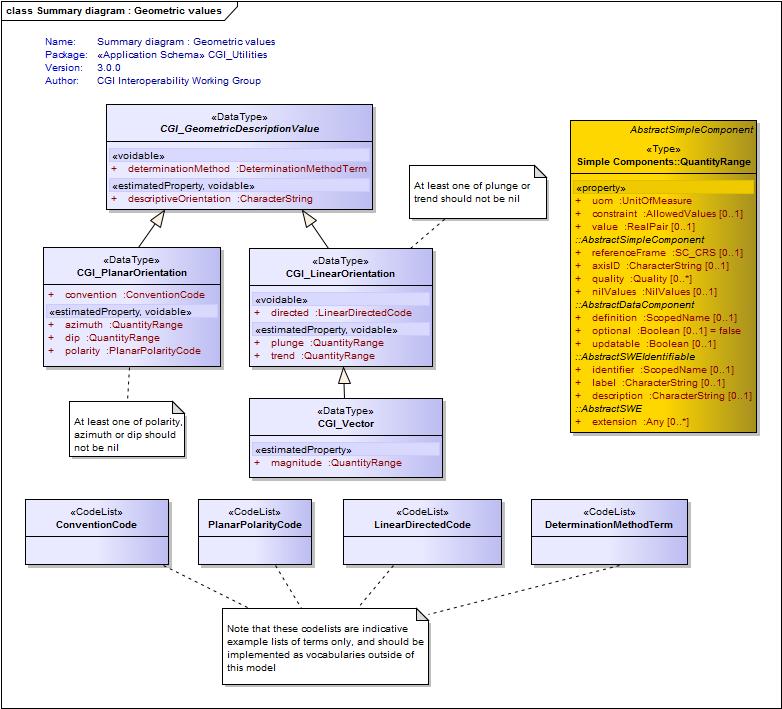 class Summary diagram : Geometric values
Name: Summary diagram : Geometric values
Package: «Application Schema» CGI_Utilities
Version: 3.0.0
Author: CGI Interoperability Working Group
«DataType»
CGI_GeometricDescriptionValue
«voidable»
+ determinationMethod :DeterminationMethodTerm
«estimatedProperty, voidable»
+ descriptiveOrientation :CharacterString
At least one of plunge or
trend should not be nil
AbstractSimpleComponent
«Type»
Simple Components::QuantityRange
«property»
+ uom :UnitOfMeasure
+ constraint :AllowedValues [0..1]
+ value :RealPair [0..1]
::AbstractSimpleComponent
+ referenceFrame :SC_CRS [0..1]
+ axisID :CharacterString [0..1]
+ quality :Quality [0..*]
+ nilValues :NilValues [0..1]
::AbstractDataComponent
+ definition :ScopedName [0..1]
+ optional :Boolean [0..1] = false
+ updatable :Boolean [0..1]
::AbstractSWEIdentifiable
+ identifier :ScopedName [0..1]
+ label :CharacterString [0..1]
+ description :CharacterString [0..1]
::AbstractSWE
+ extension :Any [0..*]
«DataType»
CGI_PlanarOrientation
+ convention :ConventionCode
«estimatedProperty, voidable»
+ azimuth :QuantityRange
+ dip :QuantityRange
+ polarity :PlanarPolarityCode
«DataType»
CGI_LinearOrientation
«voidable»
+ directed :LinearDirectedCode
«estimatedProperty, voidable»
+ plunge :QuantityRange
+ trend :QuantityRange
At least one of polarity,
azimuth or dip should
not be nil
«DataType»
CGI_Vector
«estimatedProperty»
+ magnitude :QuantityRange
«CodeList»
ConventionCode
«CodeList»
PlanarPolarityCode
«CodeList»
LinearDirectedCode
«CodeList»
DeterminationMethodTerm
Note that these codelists are indicative
example lists of terms only, and should be
implemented as vocabularies outside of
this model